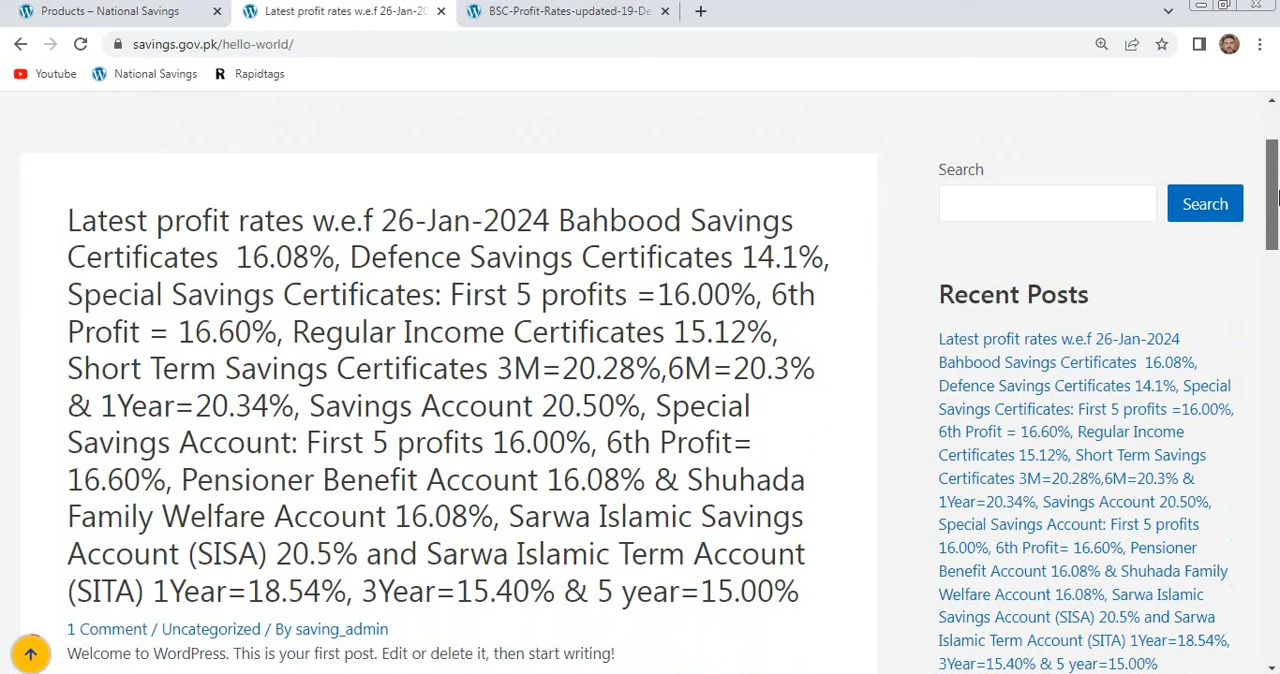 Products – National Savings
Latest profit rates w.e.f 26-Jan-20
BSC-Profit-Rates-updated-19-De
savings.gov.pk/hello-world/
Youtube
National Savings
R Rapidtags
Latest profit rates w.e.f 26-Jan-2024 Bahbood Savings
Certificates 16.08%, Defence Savings Certificates 14.1%,
Special Savings Certificates: First 5 profits =16.00%, 6th
Profit = 16.60%, Regular Income Certificates 15.12%,
Short Term Savings Certificates 3M=20.28%,6M=20.3%
& 1Year=20.34%, Savings Account 20.50%, Special
Savings Account: First 5 profits 16.00%, 6th Profit=
16.60%, Pensioner Benefit Account 16.08% & Shuhada
Family Welfare Account 16.08%, Sarwa Islamic Savings
Account (SISA) 20.5% and Sarwa Islamic Term Account
(SITA) 1Year=18.54%, 3Year=15.40% & 5 year=15.00%
1 Comment / Uncategorized / By saving_admin
Welcome to WordPress. This is your first post. Edit or delete it, then start writing!
Search
Search
Recent Posts
Latest profit rates w.e.f 26-Jan-2024
Bahbood Savings Certificates 16.08%,
Defence Savings Certificates 14.1%, Special
Savings Certificates: First 5 profits =16.00%,
6th Profit = 16.60%, Regular Income
Certificates 15.12%, Short Term Savings
Certificates 3M=20.28%,6M=20.3% &
1Year=20.34%, Savings Account 20.50%,
Special Savings Account: First 5 profits
16.00%, 6th Profit= 16.60%, Pensioner
Benefit Account 16.08% & Shuhada Family
Welfare Account 16.08%, Sarwa Islamic
Savings Account (SISA) 20.5% and Sarwa
Islamic Term Account (SITA) 1Year=18.54%,
3Year=15.40% & 5 year=15.00%